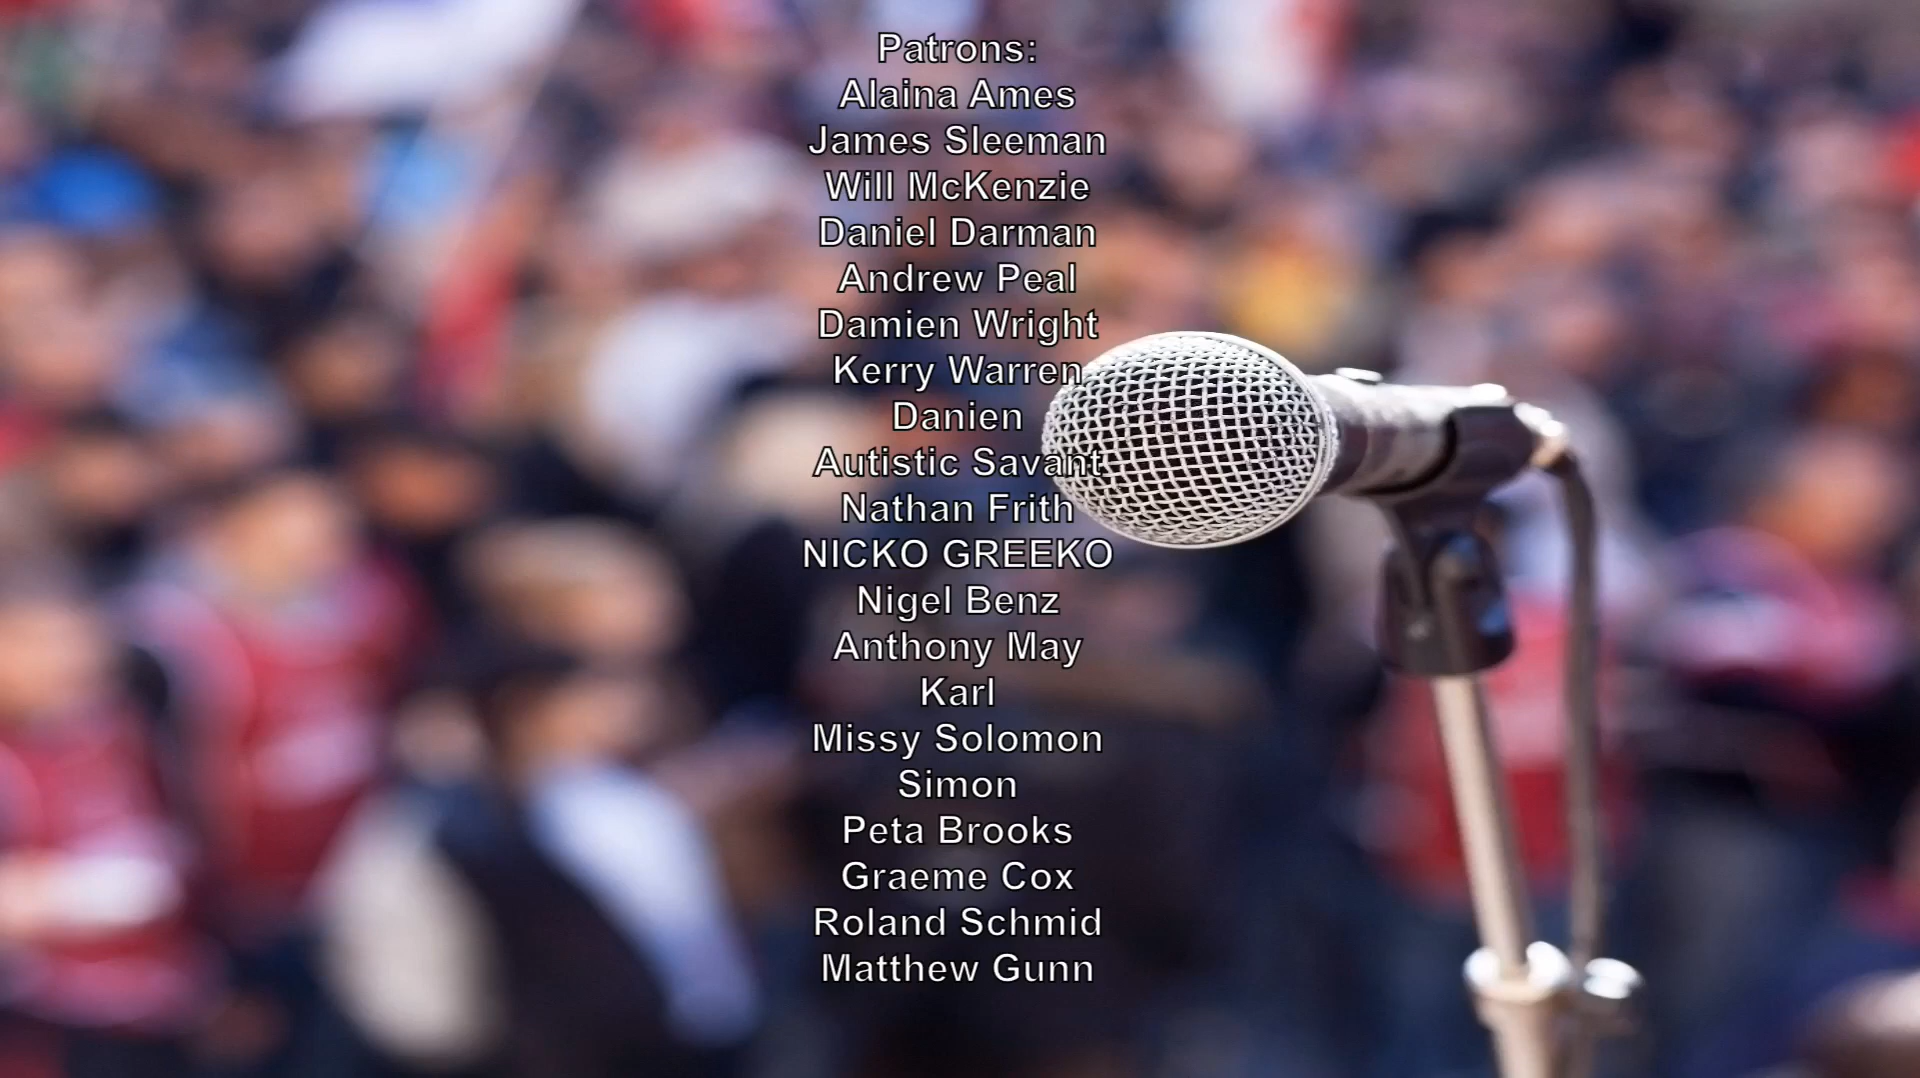 Patrons:
Alaina Ames
James Sleeman
Will McKenzie
Daniel Darman
Andrew Peal
Damien Wright
Kerry Warren
Danien
Autistic Savant
Nathan Frith
NICKO GREEKO
Nigel Benz
Anthony May
Karl
Missy Solomon
Simon
Peta Brooks
Graeme Cox
Roland Schmid
Matthew Gunn